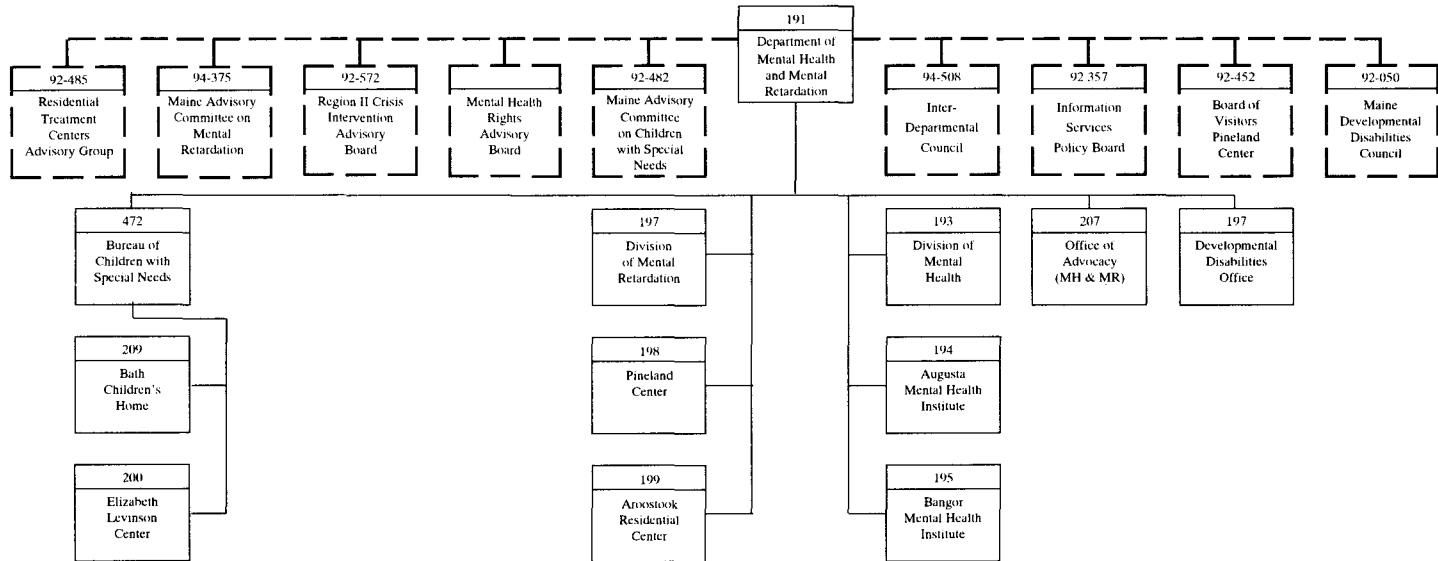 191
Department of
Mental Health
and Mental
Retardation
92-485
Residential
Treatment
Centers
Advisory Group
94-375
Maine Advisory
Committee on
Mental
Retardation
92-572
Region II Crisis
Intervention
Advisory
Board
Mental Health
Rights
Advisory
Board
92-482
Maine Advisory
Committee
on Children
with Special
Needs
94-508
Inter-
Departmental
Council
92 357
Information
Services
Policy Board
92-452
Board of
Visitors
Pineland
Center
92-050
Maine
Developmental
Disabilities
Council
472
Bureau of
Children with
Special Needs
197
Division
of Mental
Retardation
193
Division of
Mental
Health
207
Office of
Advocacy
(MH & MR)
197
Developmental
Disabilities
Office
209
Bath
Children's
Home
198
Pineland
Center
194
Augusta
Mental Health
Institute
200
Elizabeth
Levinson
Center
199
Aroostook
Residential
Center
195
Bangor
Mental Health
Institute